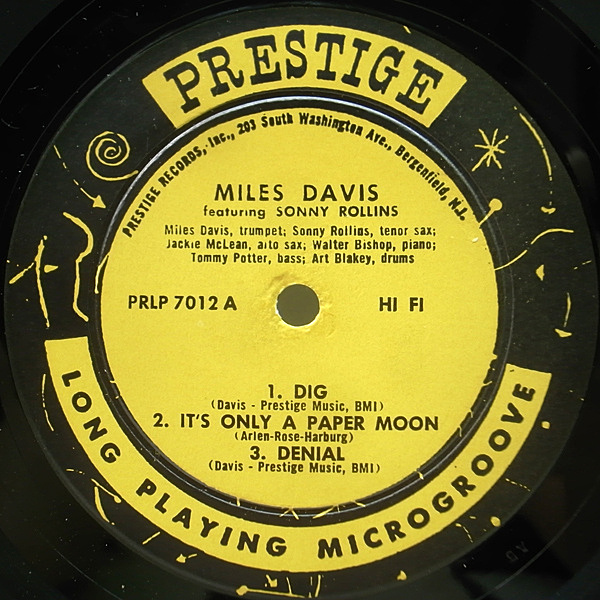 PRESTIGE
PRESTIGE RECORDS, Inc., 203 South Washington Ave., Bergenfield, N.J.
MILES DAVIS
featuring SONNY ROLLINS
Miles Davis, trumpet; Sonny Rollins, tenor sax;
Jackie McLean, alto sax; Walter Bishop, piano;
Tommy Potter, bass; Art Blakey, drums
PRLP 7012 A HI FI
1. DIG
(Davis - Prestige Music, BMI)
2. IT'S ONLY A PAPER MOON
(Arlen-Rose-Harburg)
3. DENIAL
(Davis - Prestige Music, BMI)
LONG PLAYING MICROGROOVE